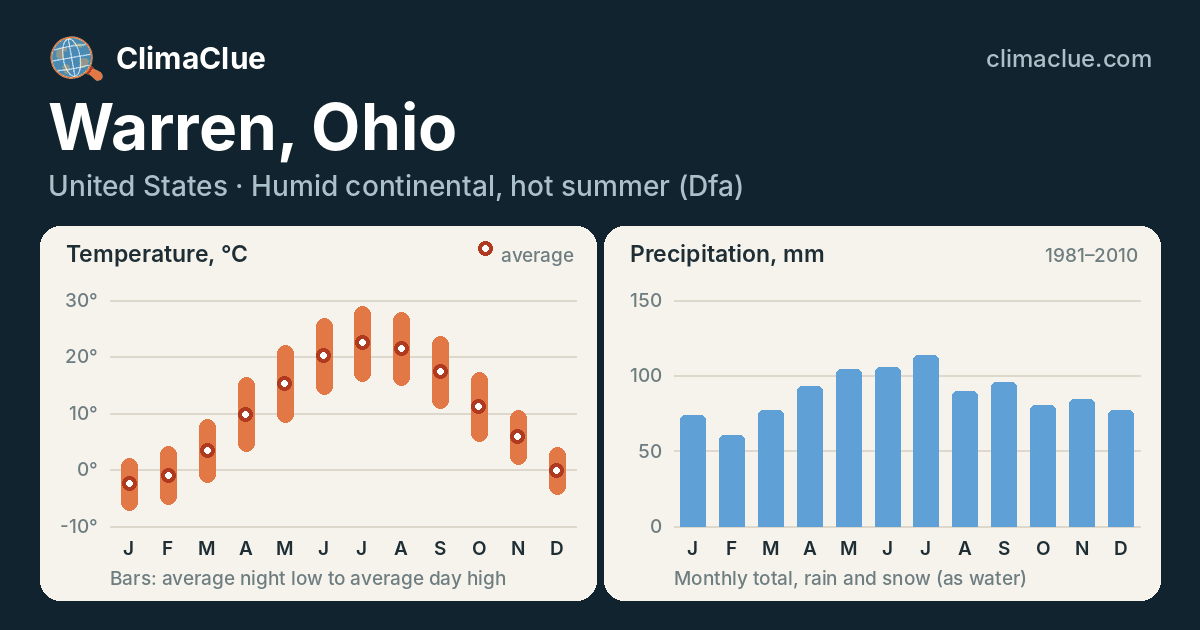 ClimaClue
climaclue.com
Warren, Ohio
United States · Humid continental, hot summer (Dfa)
Temperature, °C
average
30°
20°
10°
0°
-10°
J F M A M J J A S O N D
Bars: average night low to average day high
Precipitation, mm
1981–2010
150
100
50
0
J F M A M J J A S O N D
Monthly total, rain and snow (as water)